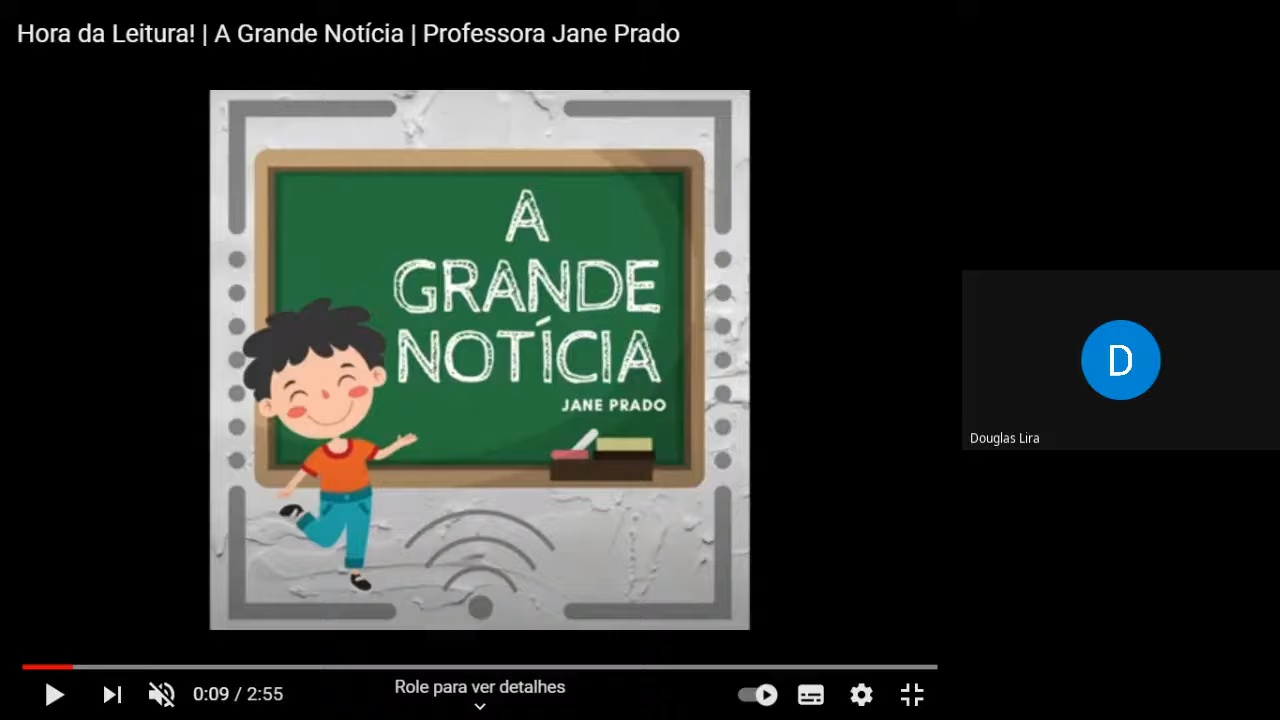 Hora da Leitura! | A Grande Notícia | Professora Jane Prado
A
GRANDE
NOTÍCIA
JANE PRADO
D
Douglas Lira
0:09 / 2:55
Role para ver detalhes